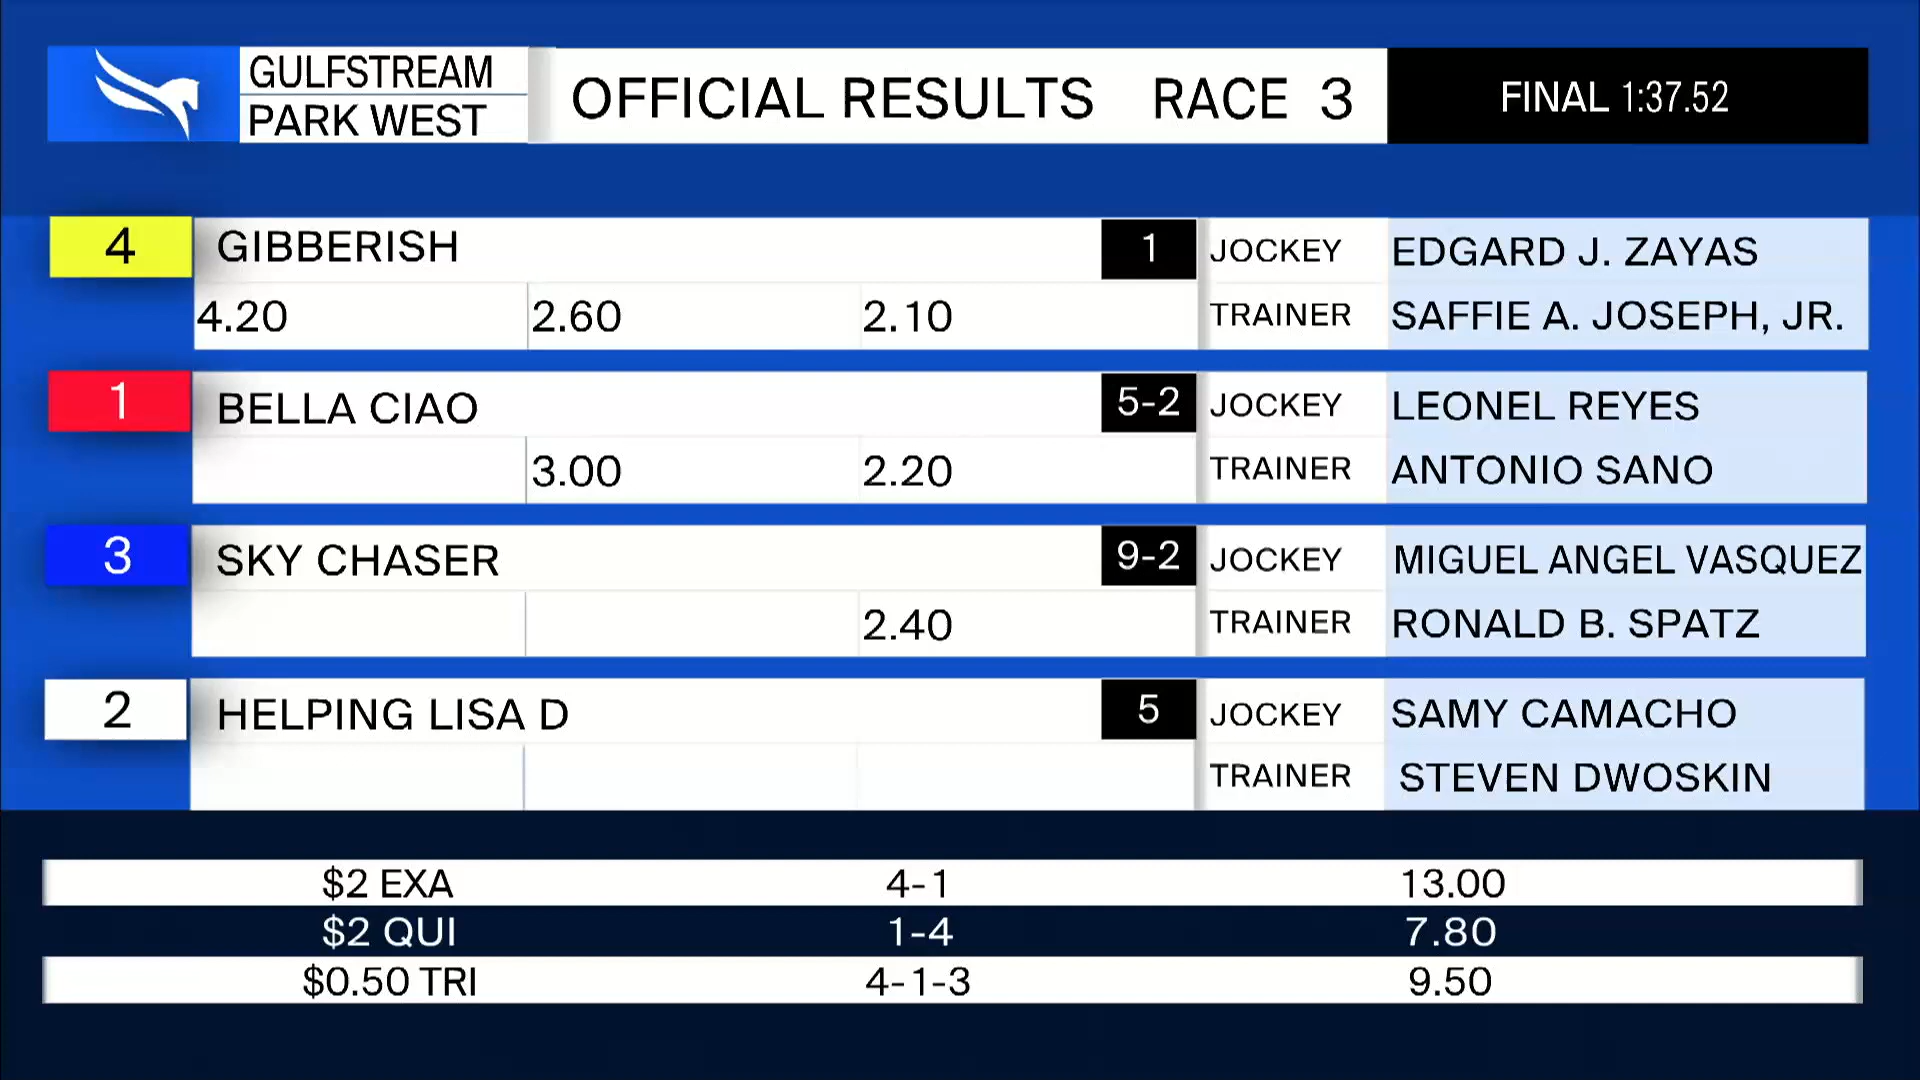 GULFSTREAM
PARK WEST
OFFICIAL RESULTS RACE 3
FINAL 1:37.52
4 GIBBERISH 1 JOCKEY EDGARD J. ZAYAS
4.20 2.60 2.10 TRAINER SAFFIE A. JOSEPH, JR.
1 BELLA CIAO 5-2 JOCKEY LEONEL REYES
3.00 2.20 TRAINER ANTONIO SANO
3 SKY CHASER 9-2 JOCKEY MIGUEL ANGEL VASQUEZ
2.40 TRAINER RONALD B. SPATZ
2 HELPING LISA D 5 JOCKEY SAMY CAMACHO
TRAINER STEVEN DWOSKIN
$2 EXA 4-1 13.00
$2 QUI 1-4 7.80
$0.50 TRI 4-1-3 9.50